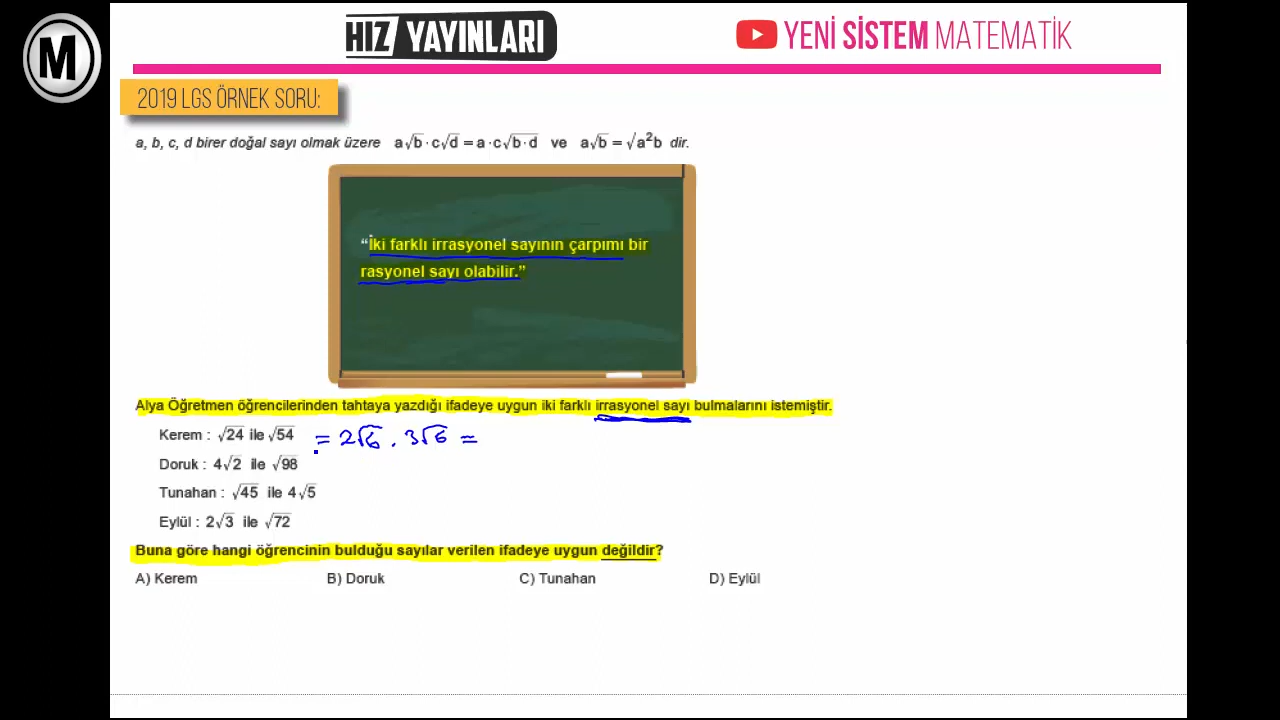 M
HIZ YAYINLARI
YENİ SİSTEM MATEMATİK
2019 LGS ÖRNEK SORU:
a, b, c, d birer doğal sayı olmak üzere a√b · c√d = a · c√b · d ve a√b = √a²b dir.
“İki farklı irrasyonel sayının çarpımı bir
rasyonel sayı olabilir.”
Alya Öğretmen öğrencilerinden tahtaya yazdığı ifadeye uygun iki farklı irrasyonel sayı bulmalarını istemiştir.
Kerem : √24 ile √54 = 2√6 . 3√6 =
Doruk : 4√2 ile √98
Tunahan : √45 ile 4√5
Eylül : 2√3 ile √72
Buna göre hangi öğrencinin bulduğu sayılar verilen ifadeye uygun değildir?
A) Kerem B) Doruk C) Tunahan D) Eylül